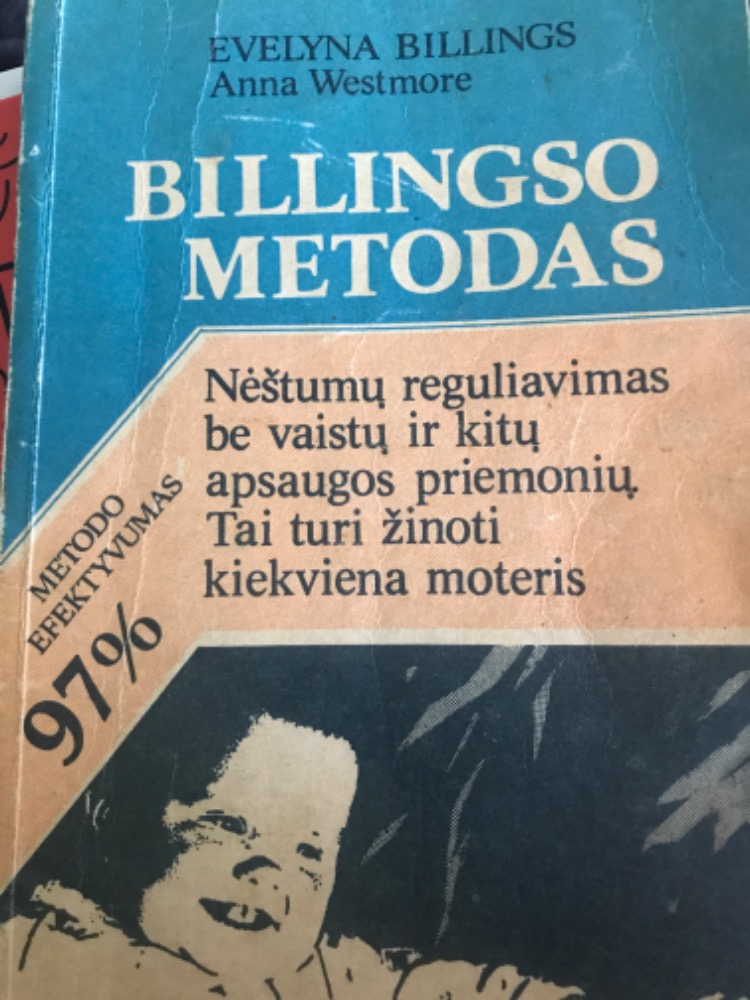 EVELYNA BILLINGS
Anna Westmore
BILLINGSO
METODAS
Nėštumų reguliavimas
be vaistų ir kitų
apsaugos priemonių.
Tai turi žinoti
kiekviena moteris
METODO
EFEKTYVUMAS
97%